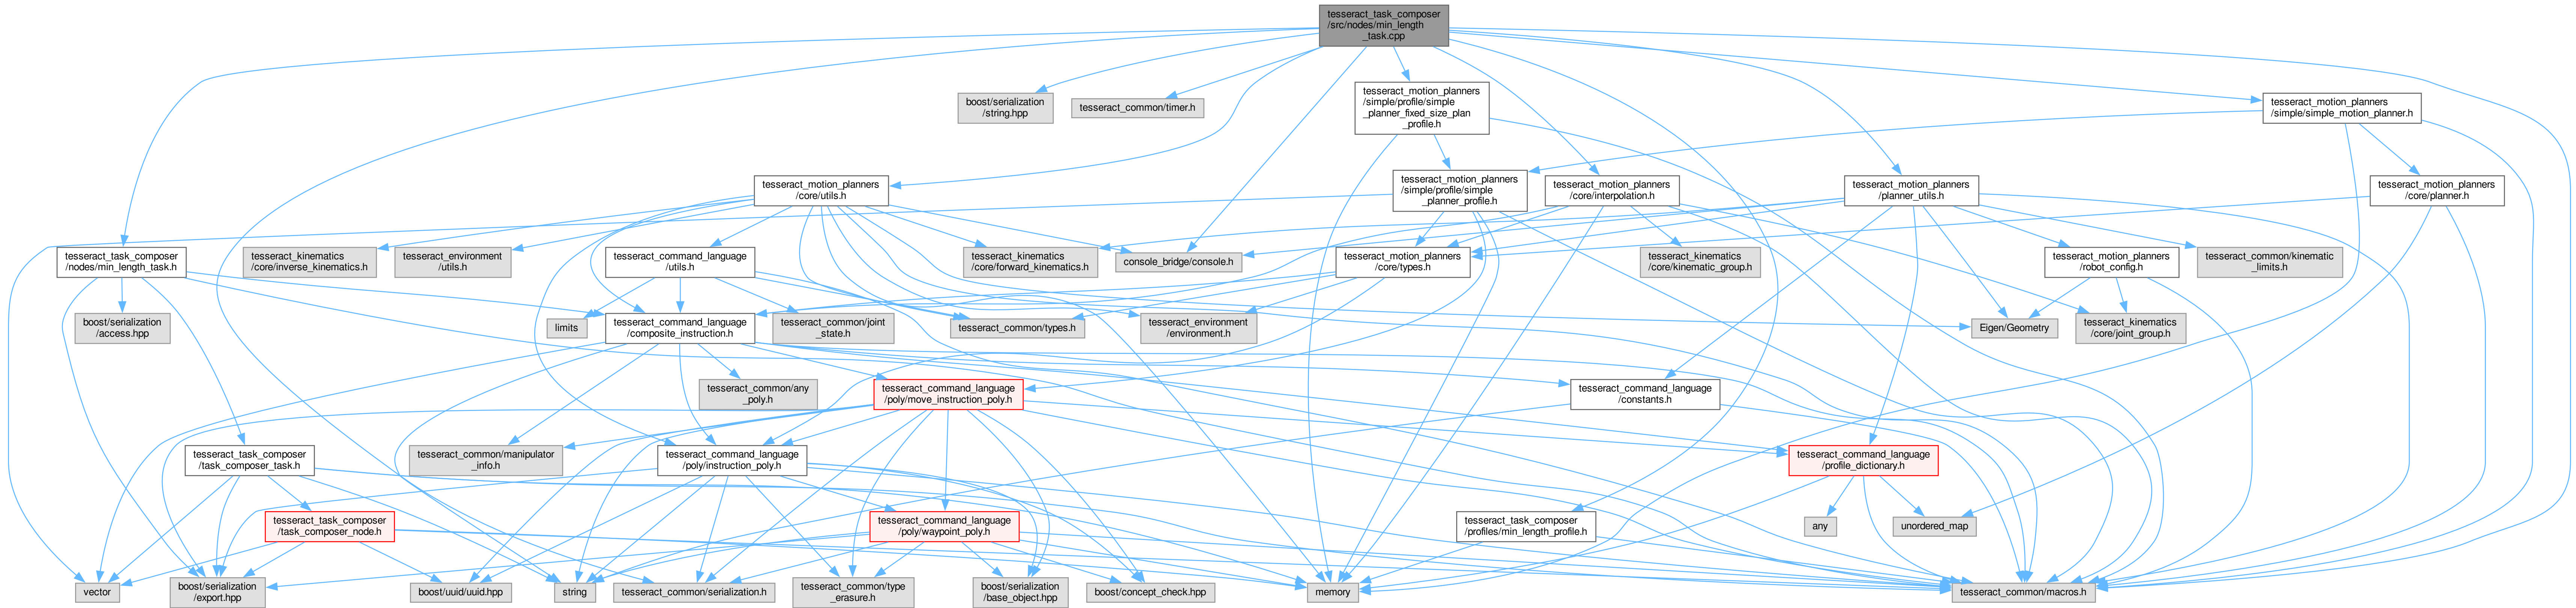 tesseract_task_composer
/src/nodes/min_length
_task.cpp
boost/serialization
/string.hpp
tesseract_common/timer.h
tesseract_motion_planners
/simple/profile/simple
_planner_fixed_size_plan
_profile.h
tesseract_motion_planners
/simple/simple_motion_planner.h
tesseract_motion_planners
/core/utils.h
tesseract_motion_planners
/simple/profile/simple
_planner_profile.h
tesseract_motion_planners
/core/interpolation.h
tesseract_motion_planners
/planner_utils.h
tesseract_motion_planners
/core/planner.h
tesseract_task_composer
/nodes/min_length_task.h
tesseract_kinematics
/core/inverse_kinematics.h
tesseract_environment
/utils.h
tesseract_command_language
/utils.h
tesseract_kinematics
/core/forward_kinematics.h
console_bridge/console.h
tesseract_motion_planners
/core/types.h
tesseract_kinematics
/core/kinematic_group.h
tesseract_motion_planners
/robot_config.h
tesseract_common/kinematic
_limits.h
boost/serialization
/access.hpp
limits
tesseract_command_language
/composite_instruction.h
tesseract_common/joint
_state.h
tesseract_common/types.h
tesseract_environment
/environment.h
Eigen/Geometry
tesseract_kinematics
/core/joint_group.h
tesseract_common/any
_poly.h
tesseract_command_language
/poly/move_instruction_poly.h
tesseract_command_language
/constants.h
tesseract_task_composer
/task_composer_task.h
tesseract_common/manipulator
_info.h
tesseract_command_language
/poly/instruction_poly.h
tesseract_command_language
/profile_dictionary.h
tesseract_task_composer
/task_composer_node.h
tesseract_command_language
/poly/waypoint_poly.h
tesseract_task_composer
/profiles/min_length_profile.h
any
unordered_map
vector
boost/serialization
/export.hpp
boost/uuid/uuid.hpp
string
tesseract_common/serialization.h
tesseract_common/type
_erasure.h
boost/serialization
/base_object.hpp
boost/concept_check.hpp
memory
tesseract_common/macros.h